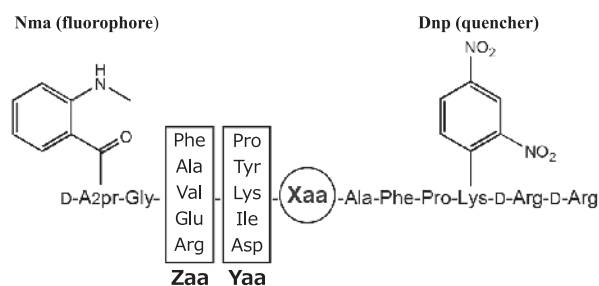 Nma (fluorophore)
Dnp (quencher)
NO2
H
N
O
NO2
D-A2pr-Gly-
Phe
Ala
Val
Glu
Arg
-
Pro
Tyr
Lys
Ile
Asp
-
Xaa
-Ala-Phe-Pro-Lys-D-Arg-D-Arg
Zaa
Yaa